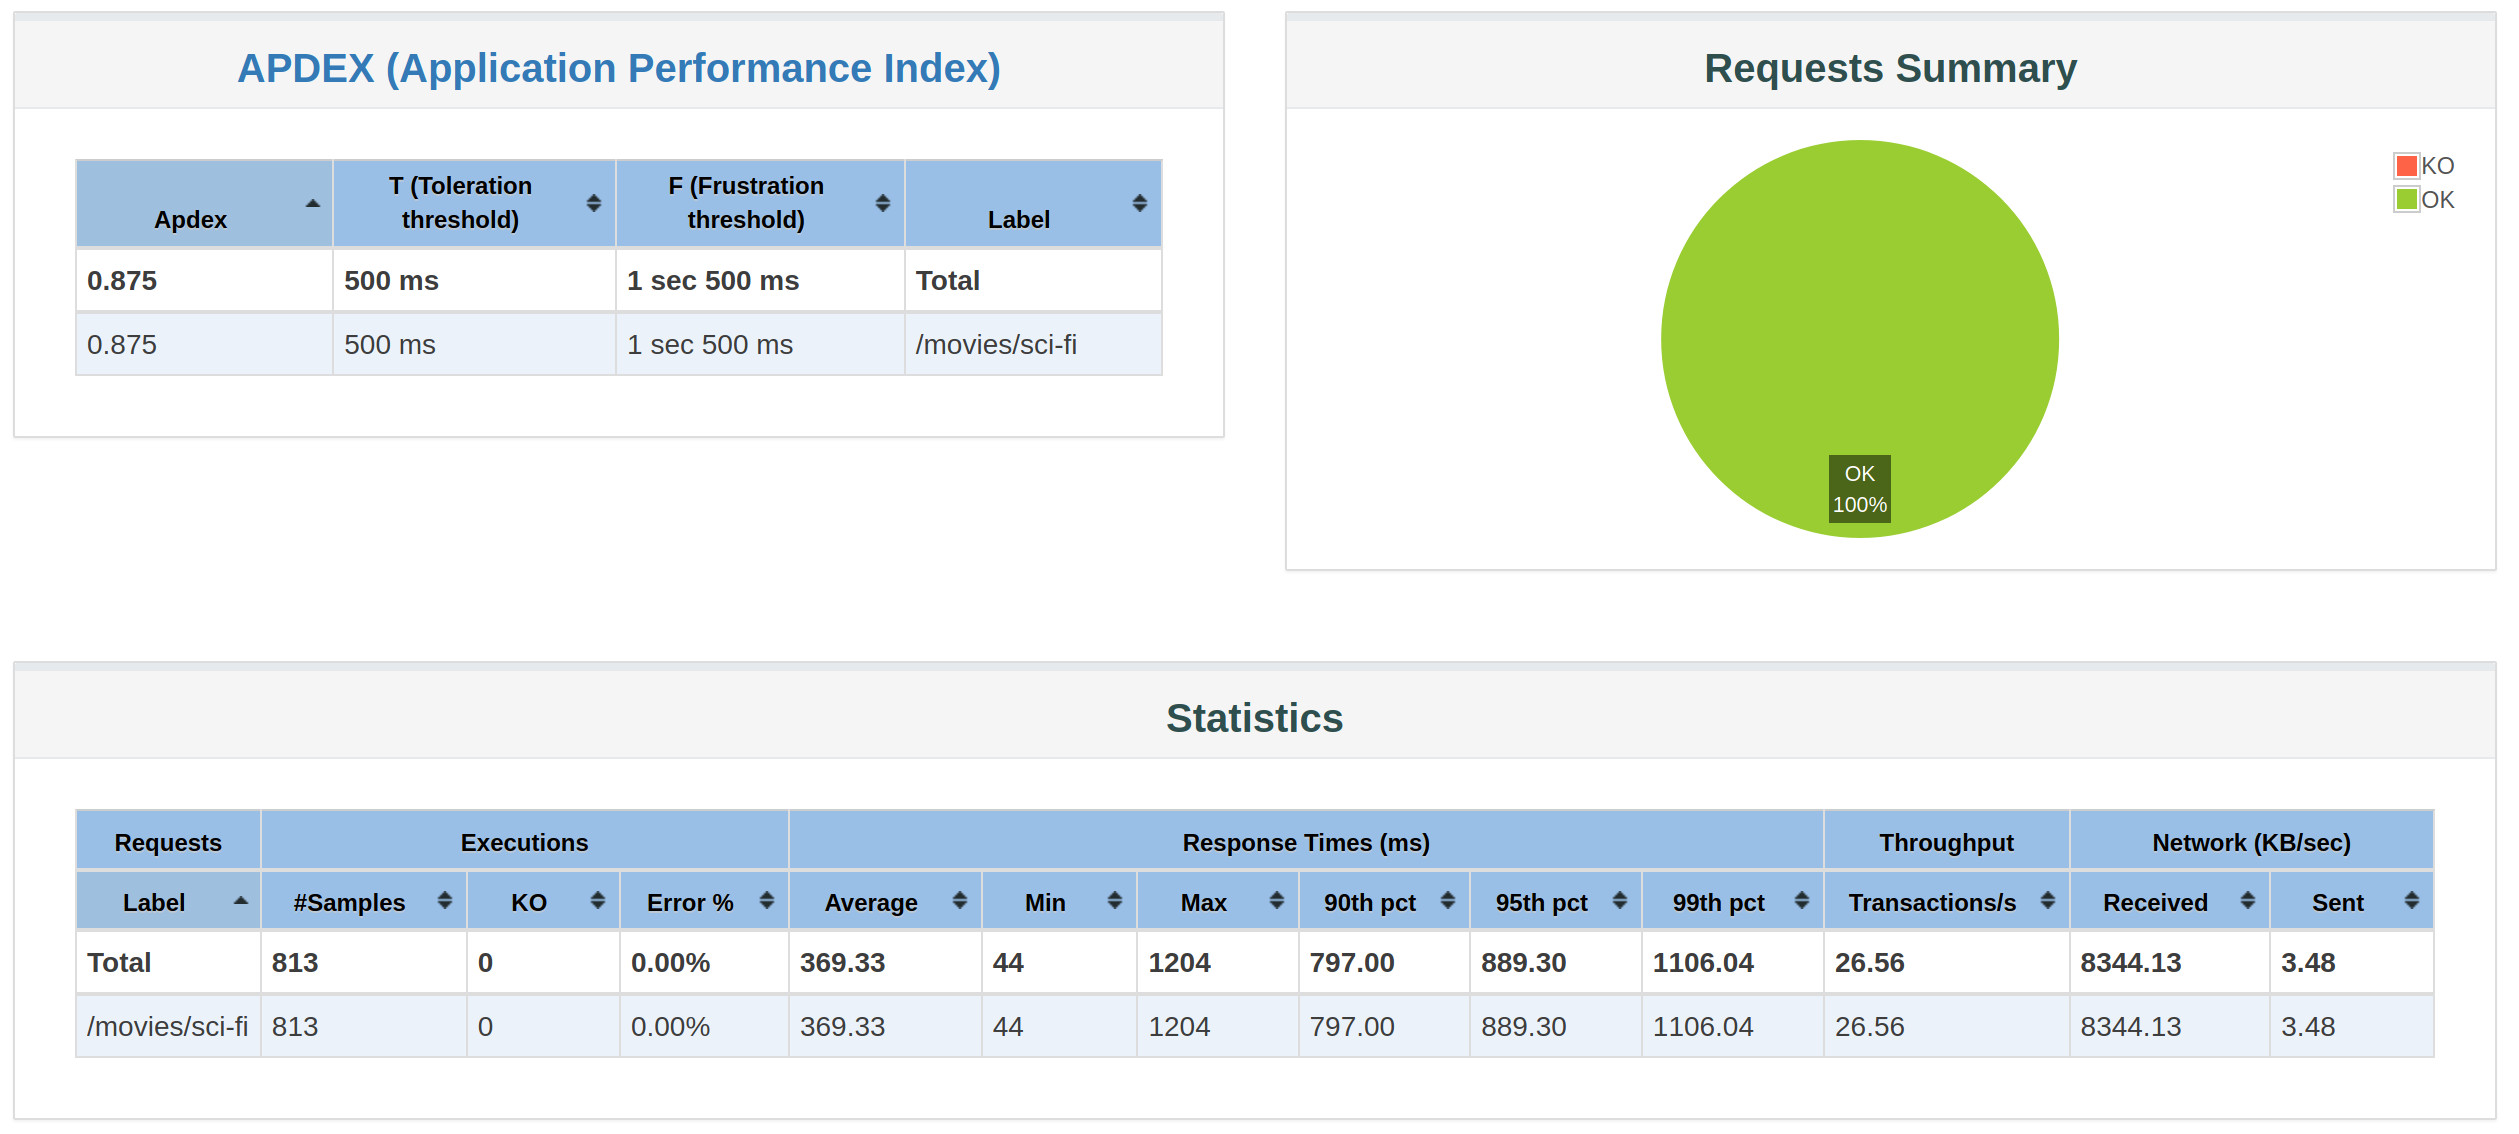 APDEX (Application Performance Index)
Apdex T (Toleration threshold) F (Frustration threshold) Label
0.875 500 ms 1 sec 500 ms Total
0.875 500 ms 1 sec 500 ms /movies/sci-fi
Requests Summary
KO
OK
OK
100%
Statistics
Requests Executions Response Times (ms) Throughput Network (KB/sec)
Label #Samples KO Error % Average Min Max 90th pct 95th pct 99th pct Transactions/s Received Sent
Total 813 0 0.00% 369.33 44 1204 797.00 889.30 1106.04 26.56 8344.13 3.48
/movies/sci-fi 813 0 0.00% 369.33 44 1204 797.00 889.30 1106.04 26.56 8344.13 3.48